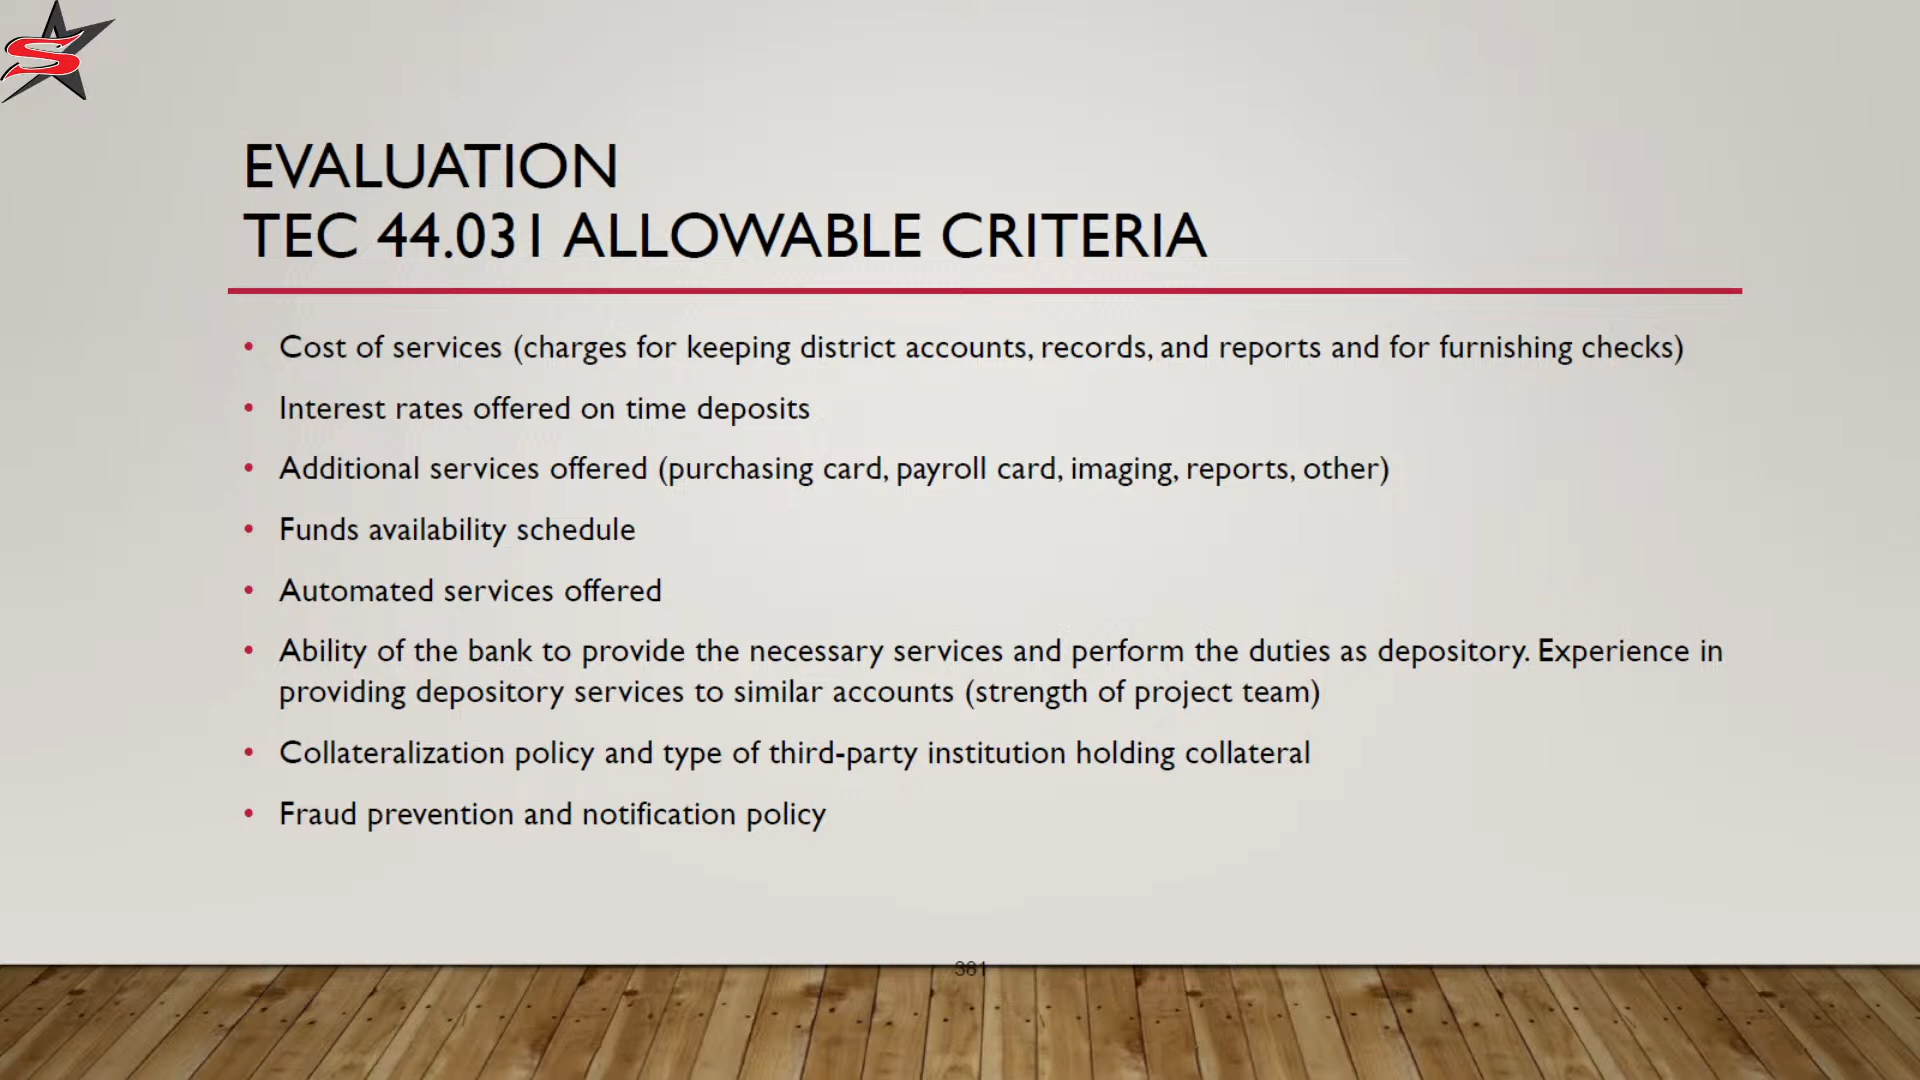 S
EVALUATION
TEC 44.031 ALLOWABLE CRITERIA
• Cost of services (charges for keeping district accounts, records, and reports and for furnishing checks)
• Interest rates offered on time deposits
• Additional services offered (purchasing card, payroll card, imaging, reports, other)
• Funds availability schedule
• Automated services offered
• Ability of the bank to provide the necessary services and perform the duties as depository. Experience in
providing depository services to similar accounts (strength of project team)
• Collateralization policy and type of third-party institution holding collateral
• Fraud prevention and notification policy
381